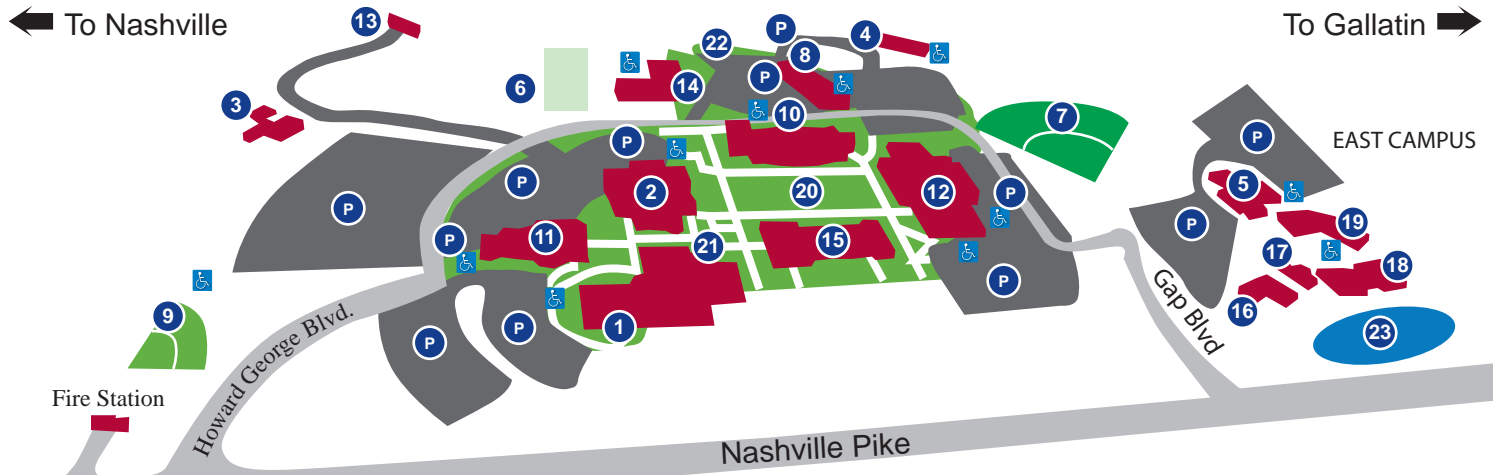 To Nashville
To Gallatin
13
22
P
4
8
6
14
P
3
10
7
P
EAST CAMPUS
P
P
2
20
12
P
5
P
P
11
21
15
19
P
17
18
P
16
9
1
P
P
23
Howard George Blvd.
Gap Blvd
Fire Station
Nashville Pike